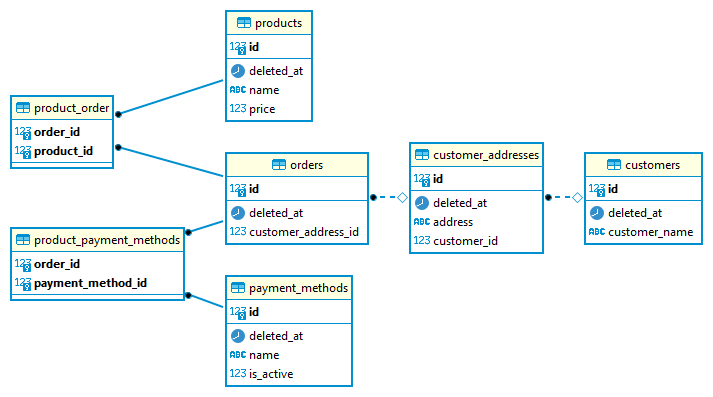 products
123 id
deleted_at
ABC name
123 price
product_order
123 order_id
123 product_id
orders
123 id
deleted_at
123 customer_address_id
customer_addresses
123 id
deleted_at
ABC address
123 customer_id
customers
123 id
deleted_at
ABC customer_name
product_payment_methods
123 order_id
123 payment_method_id
payment_methods
123 id
deleted_at
ABC name
123 is_active